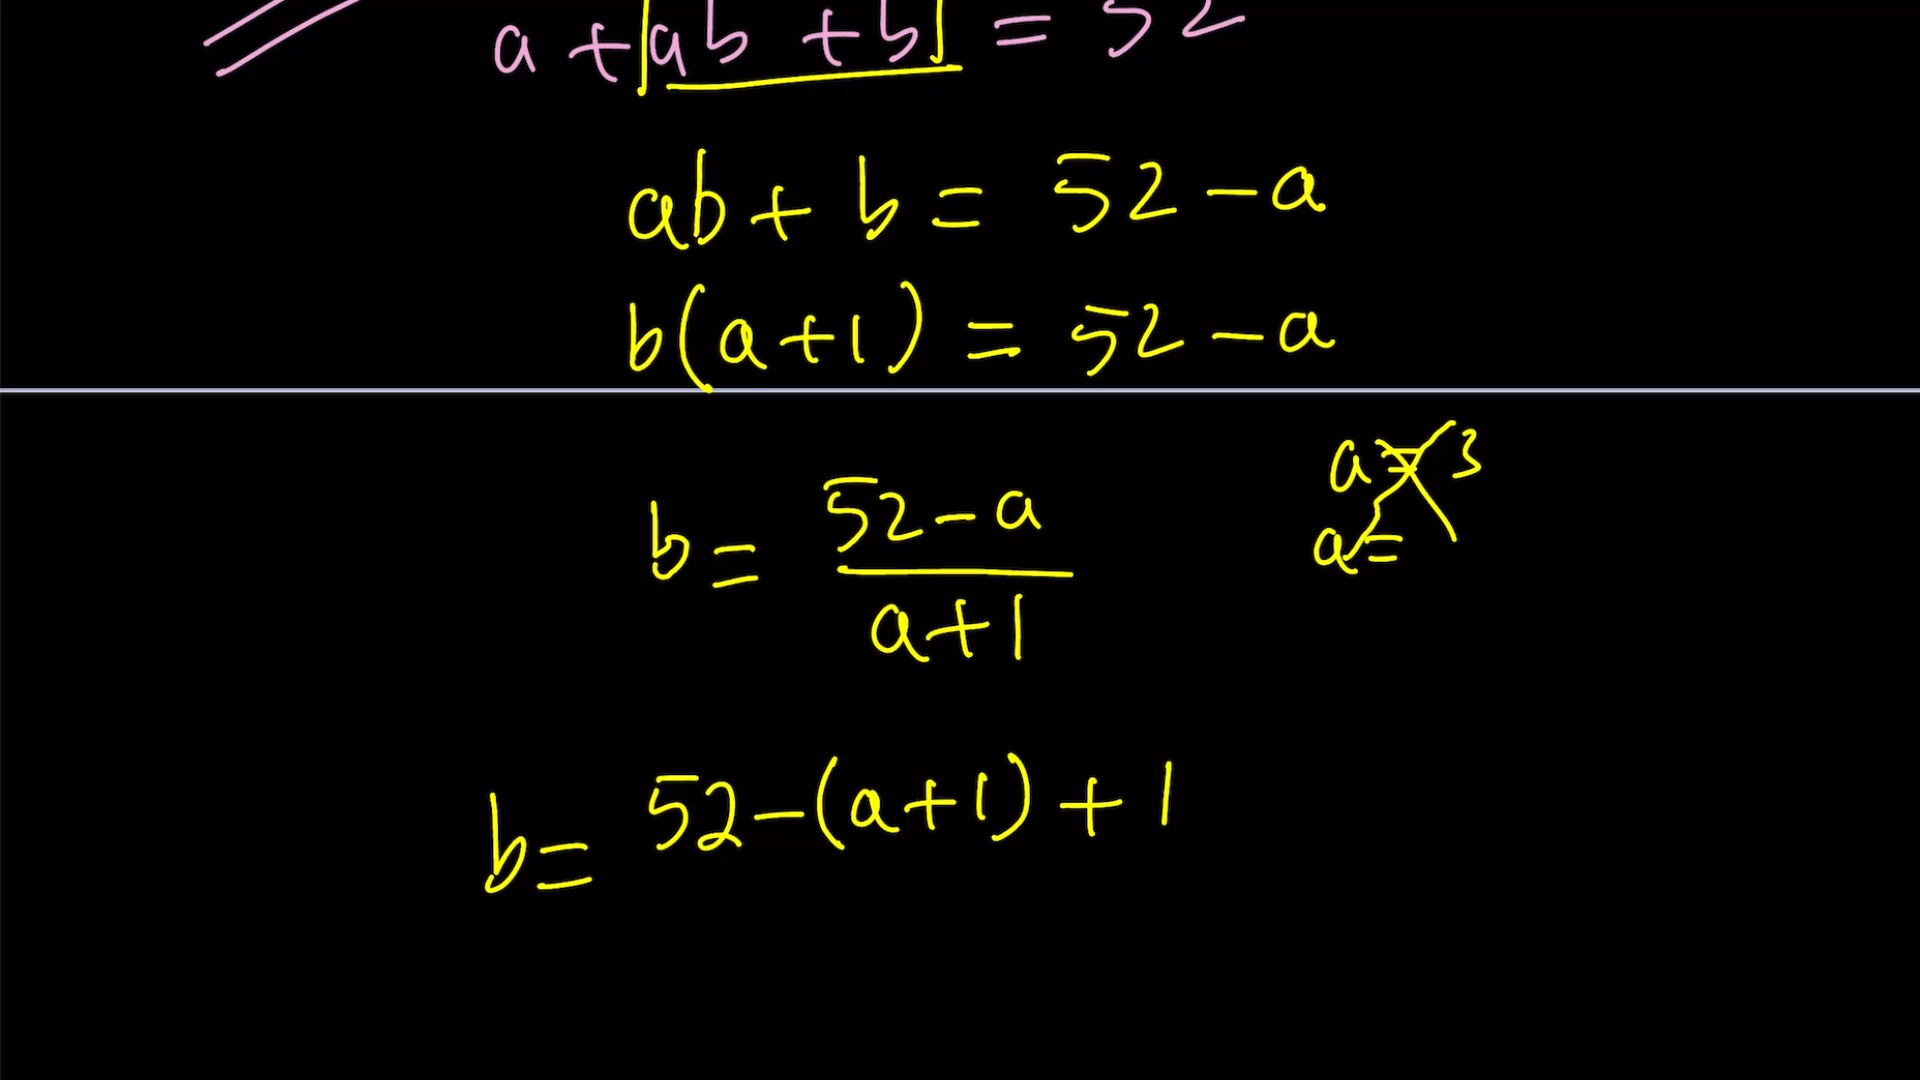 a + ab + b = 52
ab + b = 52 - a
b(a+1) = 52 - a
a = 3
a =
b = 52 - a / a + 1
b = 52 - (a+1) + 1